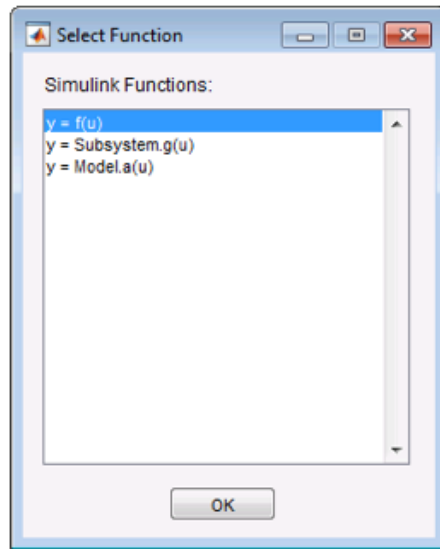 Select Function
Simulink Functions:
y = f(u)
y = Subsystem.g(u)
y = Model.a(u)
OK